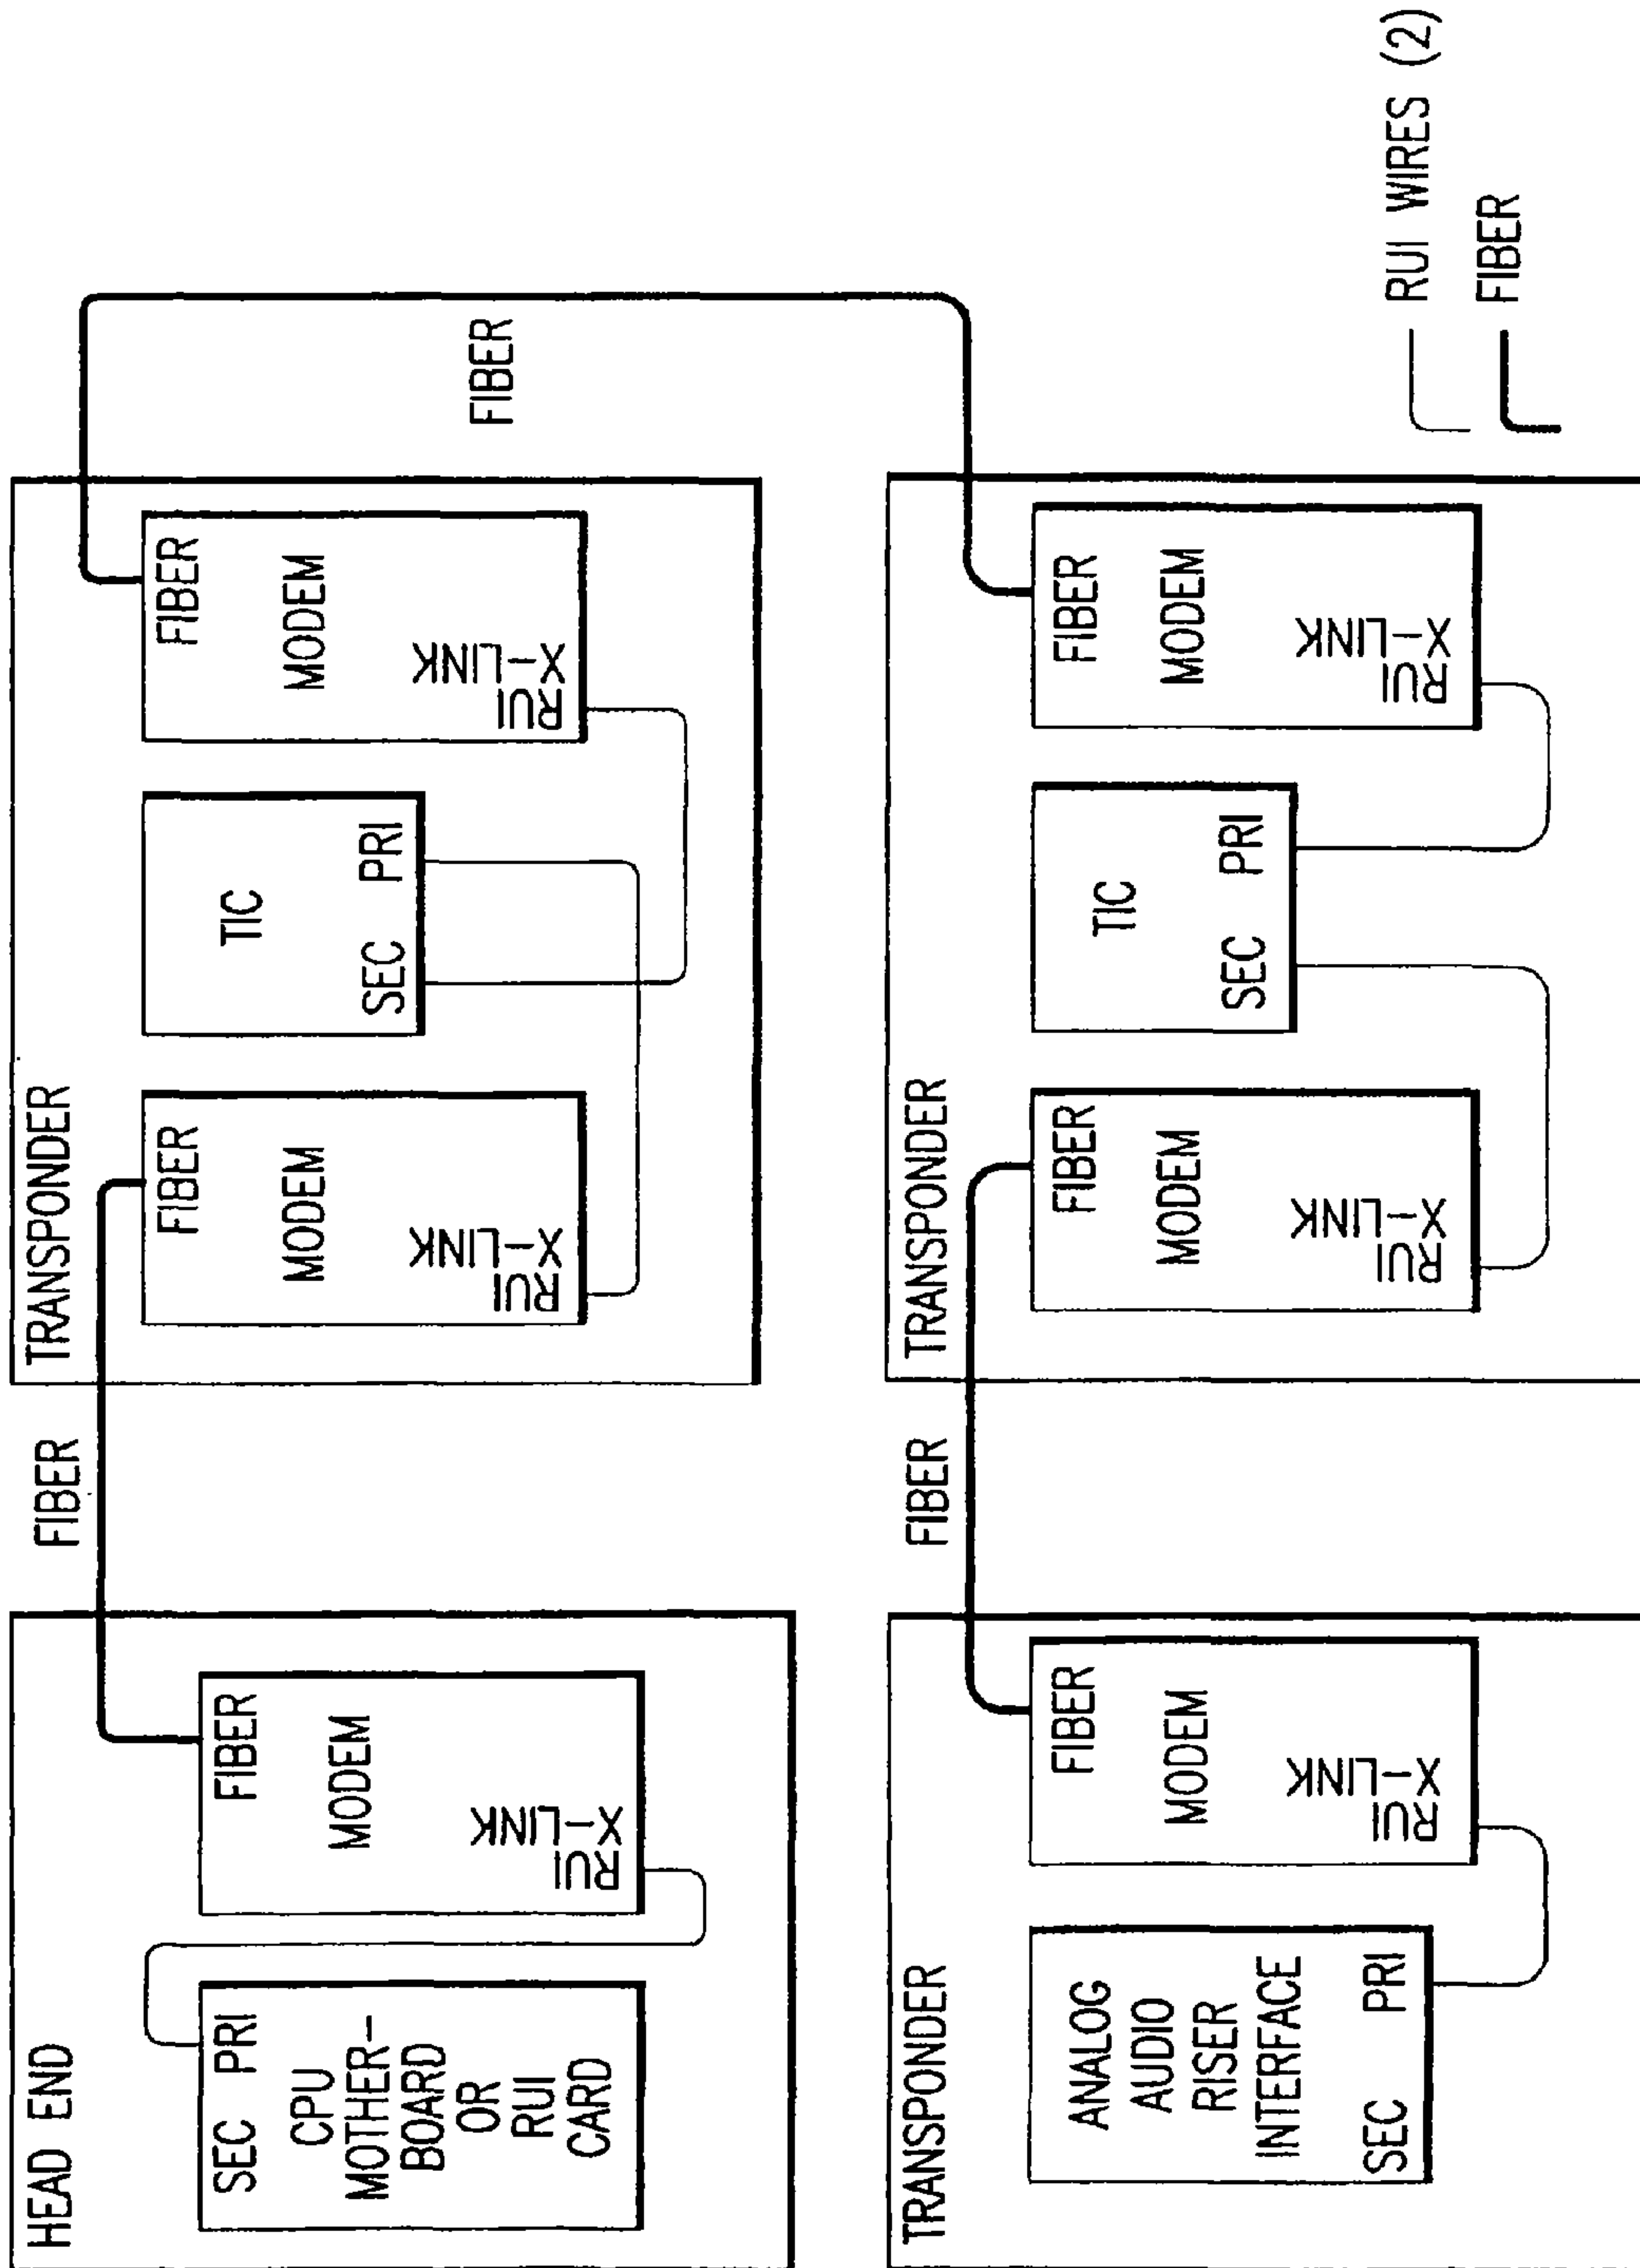 HEAD END
SEC PRI
CPU
MOTHER-
BOARD
OR
RUI
CARD
FIBER
MODEM
RUI
X-LINK
FIBER
TRANSPONDER
FIBER
MODEM
RUI
X-LINK
TIC
SEC PRI
FIBER
MODEM
RUI
X-LINK
FIBER
TRANSPONDER
ANALOG
AUDIO
RISER
INTERFACE
SEC PRI
FIBER
MODEM
RUI
X-LINK
FIBER
TRANSPONDER
FIBER
MODEM
RUI
X-LINK
TIC
SEC PRI
FIBER
MODEM
RUI
X-LINK
RUI WIRES (2)
FIBER